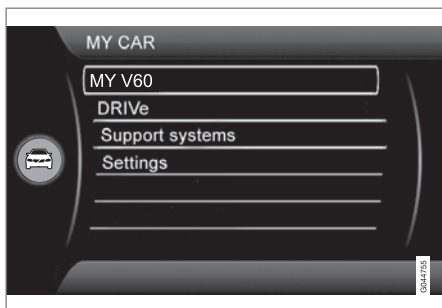 MY CAR
MY V60
DRIVe
Support systems
Settings
G044755